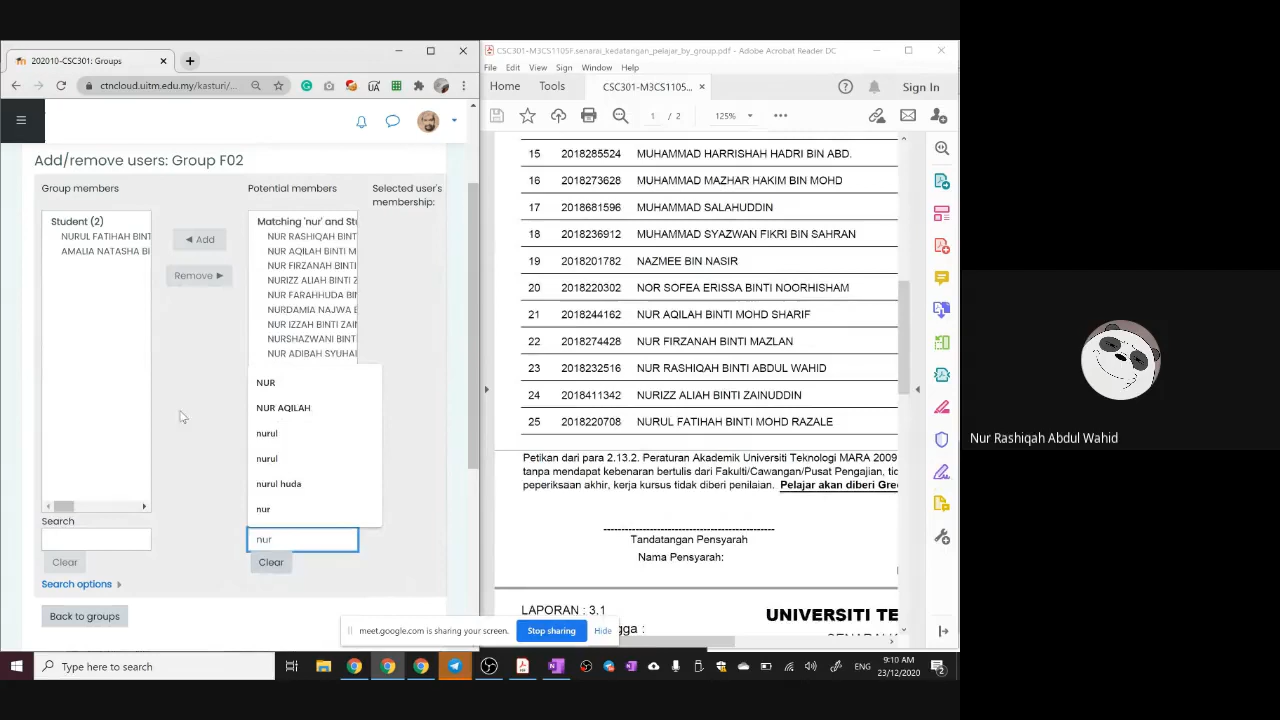 202010-CSC301: Groups
ctncloud.uitm.edu.my/kasturi/...
Add/remove users: Group F02
Group members
Potential members
Selected user's
membership:
Student (2)
NURUL FATIHAH BINT
AMALIA NATASHA BI
◄ Add
Remove ►
Matching 'nur' and Stu
NUR RASHIQAH BINT
NUR AQILAH BINTI M
NUR FIRZANAH BINTI
NURIZZ ALIAH BINTI Z
NUR FARAHHUDA BIN
NURDAMIA NAJWA B
NUR IZZAH BINTI ZAI
NURSHAZWANI BINT
NUR ADIBAH SYUHAI
NUR
NUR AQILAH
nurul
nurul
nurul huda
nur
Search
nur
Clear
Clear
Search options
Back to groups
CSC301-M3CS1105F.senarai_kedatangan_pelajar_by_group.pdf - Adobe Acrobat Reader DC
File Edit View Sign Window Help
Home Tools CSC301-M3CS1105... Sign In
1 / 2 125%
15 2018285524 MUHAMMAD HARRISHAH HADRI BIN ABD.
16 2018273628 MUHAMMAD MAZHAR HAKIM BIN MOHD
17 2018681596 MUHAMMAD SALAHUDDIN
18 2018236912 MUHAMMAD SYAZWAN FIKRI BIN SAHRAN
19 2018201782 NAZMEE BIN NASIR
20 2018220302 NOR SOFEA ERISSA BINTI NOORHISHAM
21 2018244162 NUR AQILAH BINTI MOHD SHARIF
22 2018274428 NUR FIRZANAH BINTI MAZLAN
23 2018232516 NUR RASHIQAH BINTI ABDUL WAHID
24 2018411342 NURIZZ ALIAH BINTI ZAINUDDIN
25 2018220708 NURUL FATIHAH BINTI MOHD RAZALE
Petikan dari para 2.13.2. Peraturan Akademik Universiti Teknologi MARA 2009
tanpa mendapat kebenaran bertulis dari Fakulti/Cawangan/Pusat Pengajian, tic
peperiksaan akhir, kerja kursus tidak diberi penilaian. Pelajar akan diberi Gre
Tandatangan Pensyarah
Nama Pensyarah:
LAPORAN : 3.1
UNIVERSITI TE
gga :
meet.google.com is sharing your screen. Stop sharing Hide
Nur Rashiqah Abdul Wahid
Type here to search
ENG
9:10 AM
23/12/2020
2